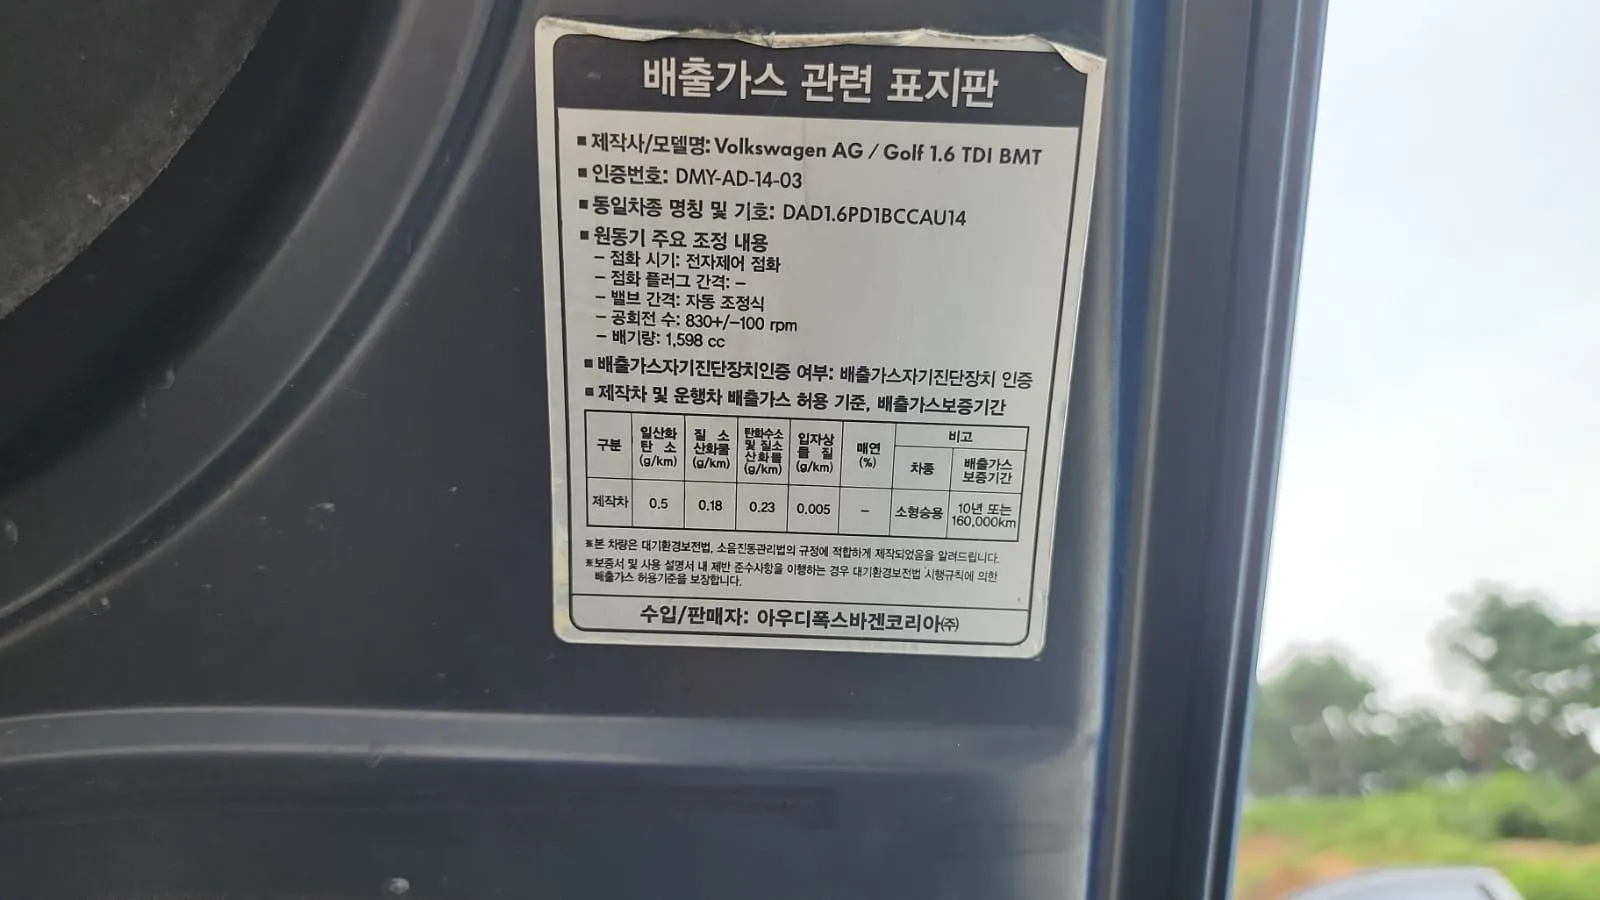 배출가스 관련 표지판
■ 제작사/모델명: Volkswagen AG / Golf 1.6 TDI BMT
■ 인증번호: DMY-AD-14-03
■ 동일차종 명칭 및 기호: DAD1.6PD1BCCAU14
■ 원동기 주요 조정 내용
– 점화 시기: 전자제어 점화
– 점화 플러그 간격: –
– 밸브 간격: 자동 조정식
– 공회전 수: 830+/–100 rpm
– 배기량: 1,598 cc
■ 배출가스자기진단장치인증 여부: 배출가스자기진단장치 인증
■ 제작차 및 운행차 배출가스 허용 기준, 배출가스보증기간
구분 일산화 탄 소 (g/km) 질 소 산화물 (g/km) 탄화수소 및 질소 산화물 (g/km) 입자상 물 질 (g/km) 매연 (%) 비고
차종 배출가스 보증기간
제작차 0.5 0.18 0.23 0.005 – 소형승용 10년 또는 160,000km
※본 차량은 대기환경보전법, 소음진동관리법의 규정에 적합하게 제작되었음을 알려드립니다.
※보증서 및 사용 설명서 내 제반 준수사항을 이행하는 경우 대기환경보전법 시행규칙에 의한
배출가스 허용기준을 보장합니다.
수입/판매자: 아우디폭스바겐코리아㈜